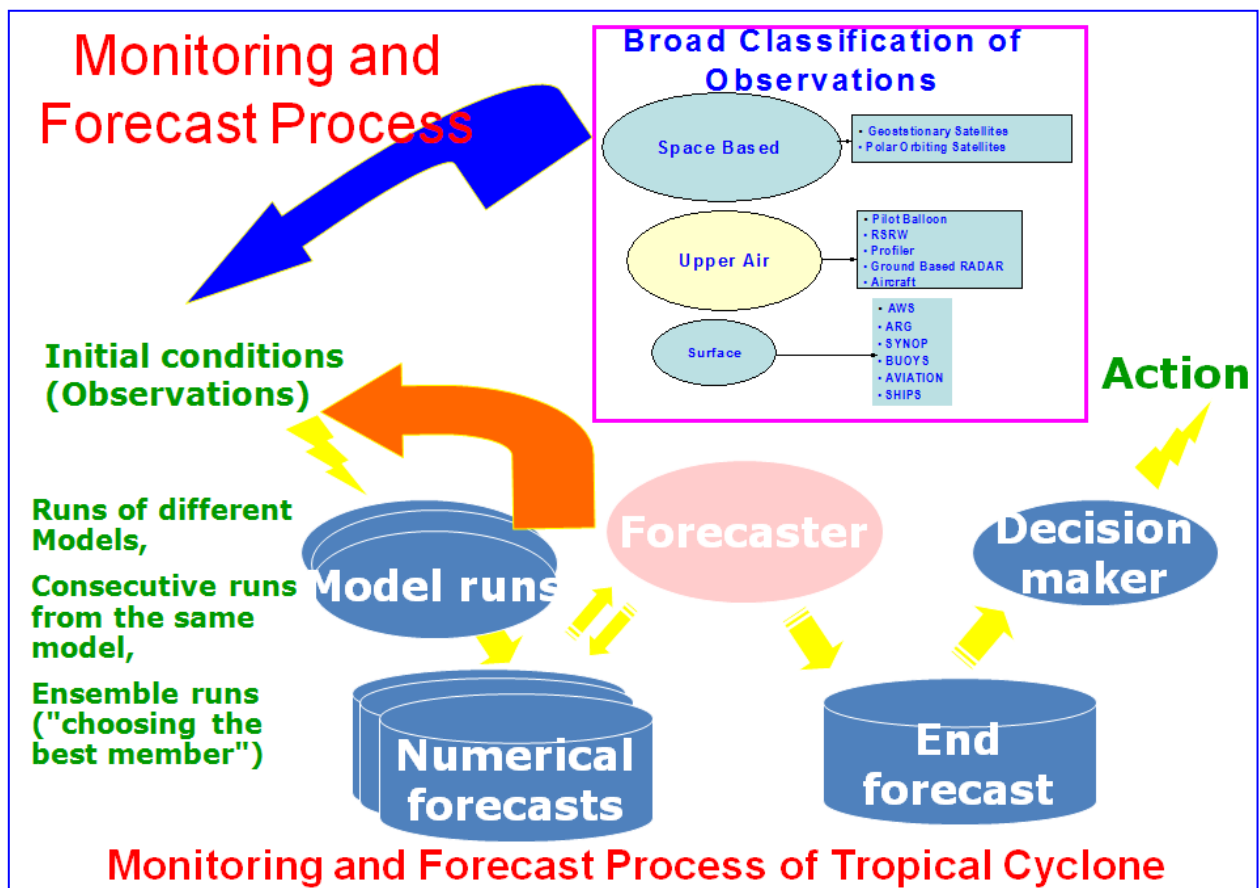 Monitoring and
Forecast Process
Broad Classification of
Observations
Space Based
• Geoststionary Satellites
• Polar Orbiting Satellites
Upper Air
• Pilot Balloon
• RSRW
• Profiler
• Ground Based RADAR
• Aircraft
Surface
• AWS
• ARG
• SYNOP
• BUOYS
• AVIATION
• SHIPS
Initial conditions
(Observations)
Action
Runs of different
Models,
Consecutive runs
from the same
model,
Ensemble runs
("choosing the
best member")
Model runs
Forecaster
Decision
maker
Numerical
forecasts
End
forecast
Monitoring and Forecast Process of Tropical Cyclone